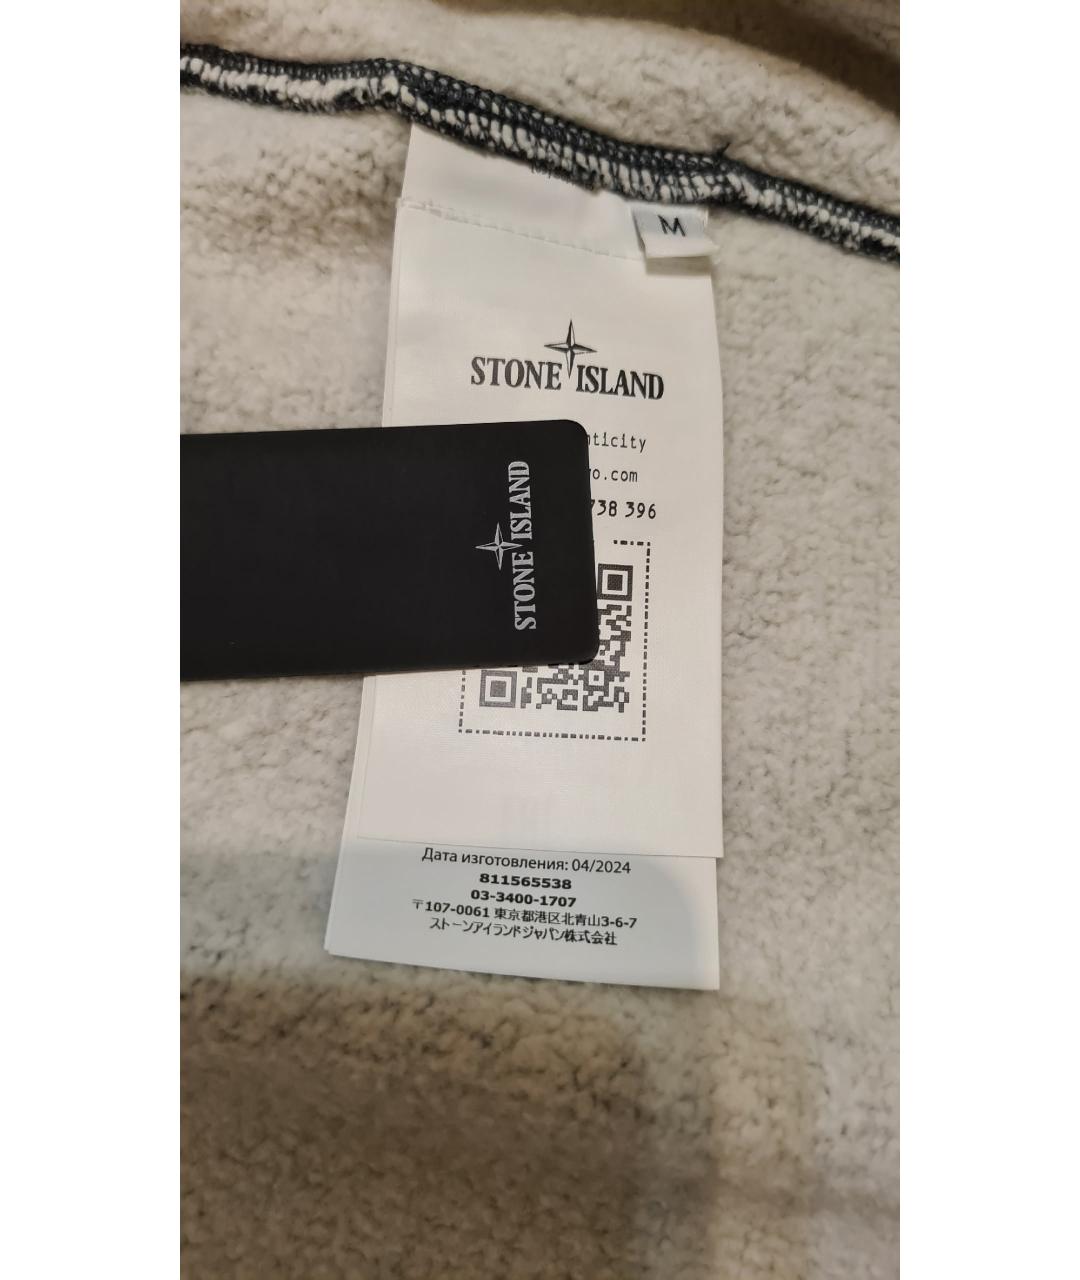 M
STONE ISLAND
738 396
STONE ISLAND
Дата изготовления: 04/2024
811565538
03-3400-1707
〒107-0061 東京都港区北青山3-6-7
ストーンアイランドジャパン株式会社